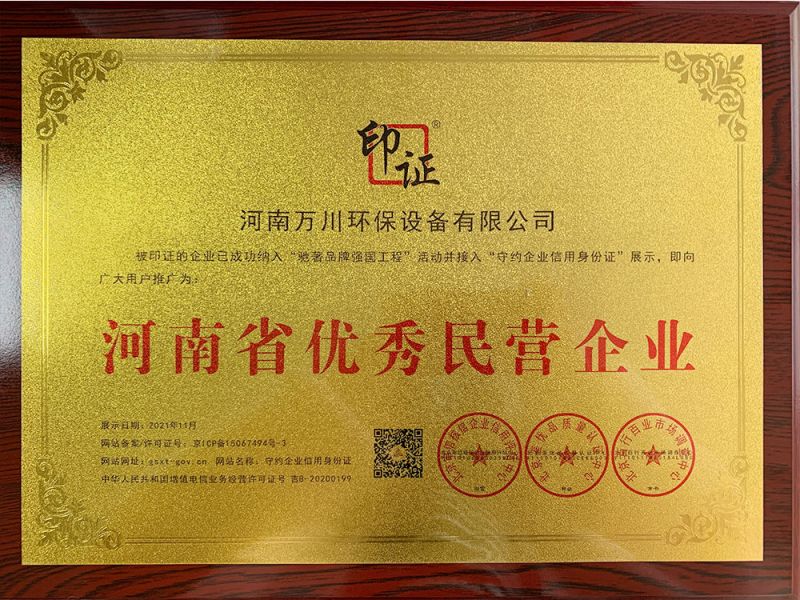 印证®
河南万川环保设备有限公司
被印证的企业已成功纳入“驰著品牌强国工程”活动并接入“守约企业信用身份证”展示，即向
广大用户推广为：
河南省优秀民营企业
展示日期：2021年11月
网站备案/许可证号：京ICP备15067494号-3
网站网址：gsxt-gov.cn 网站名称：守约企业信用身份证
中华人民共和国增值电信业务经营许可证号 吉B-20200199